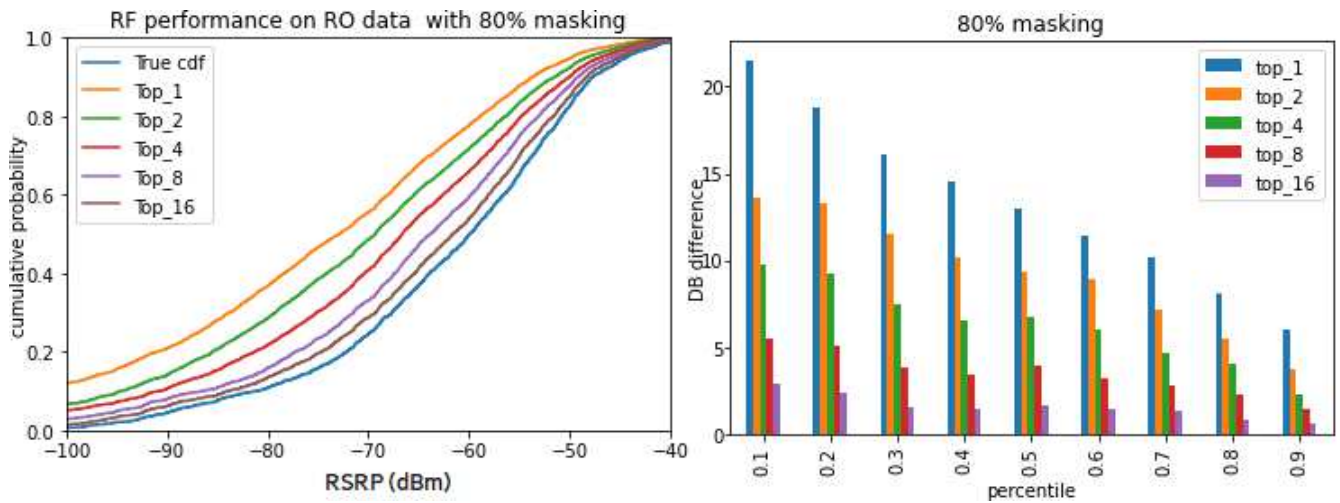 RF performance on RO data with 80% masking
cumulative probability
1.0
0.8
0.6
0.4
0.2
0.0
True cdf
Top_1
Top_2
Top_4
Top_8
Top_16
−100
−90
−80
−70
−60
−50
−40
RSRP (dBm)
80% masking
DB difference
20
15
10
5
0
top_1
top_2
top_4
top_8
top_16
0.1
0.2
0.3
0.4
0.5
0.6
0.7
0.8
0.9
percentile